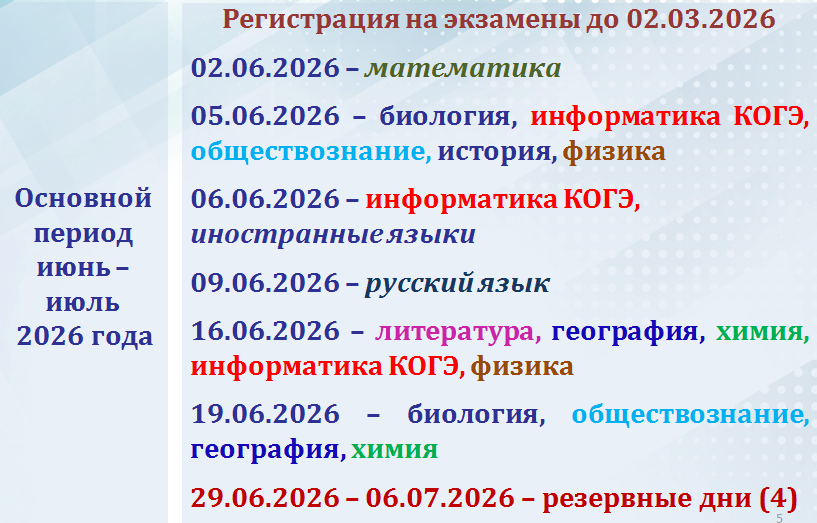 Основной
период
июнь –
июль
2026 года
Регистрация на экзамены до 02.03.2026
02.06.2026 – математика
05.06.2026 – биология, информатика КОГЭ,
обществознание, история, физика
06.06.2026 – информатика КОГЭ,
иностранные языки
09.06.2026 – русский язык
16.06.2026 – литература, география, химия,
информатика КОГЭ, физика
19.06.2026 – биология, обществознание,
география, химия
29.06.2026 – 06.07.2026 – резервные дни (4)
5